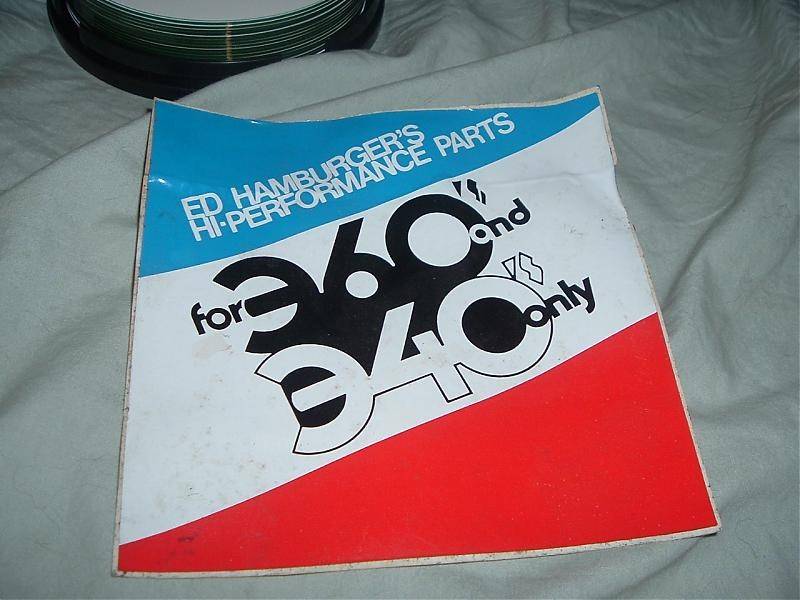 ED HAMBURGER'S
HI-PERFORMANCE PARTS
for 360's and
340's only